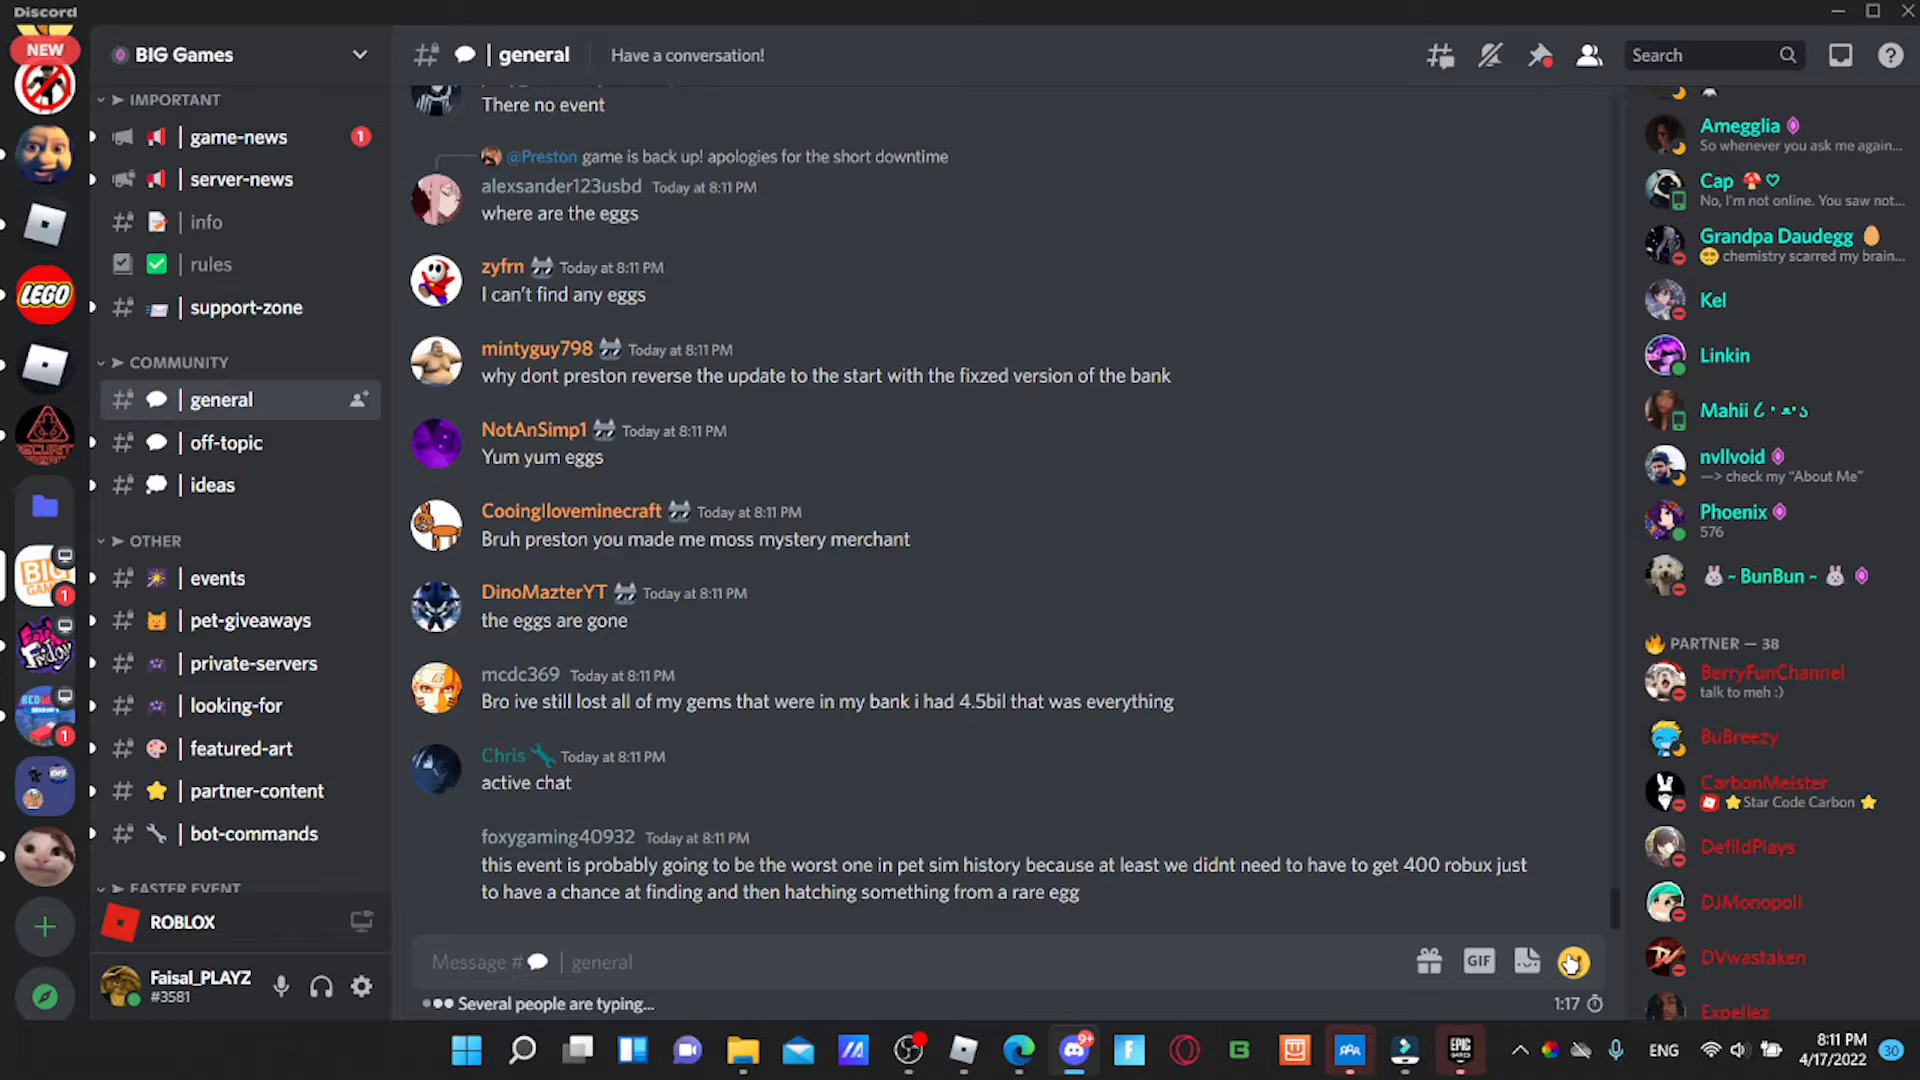 Discord
NEW
BIG Games
| general
Have a conversation!
Search
IMPORTANT
| game-news
1
| server-news
| info
| rules
| support-zone
COMMUNITY
| general
| off-topic
| ideas
OTHER
| events
| pet-giveaways
| private-servers
| looking-for
| featured-art
| partner-content
| bot-commands
EASTER EVENT
ROBLOX
Faisal_PLAYZ
#3581
LEGO
BIG
1
Friday
1
There no event
@Preston game is back up! apologies for the short downtime
alexsander123usbd Today at 8:11 PM
where are the eggs
zyfrn Today at 8:11 PM
I can't find any eggs
mintyguy798 Today at 8:11 PM
why dont preston reverse the update to the start with the fixzed version of the bank
NotAnSimp1 Today at 8:11 PM
Yum yum eggs
CooingIloveminecraft Today at 8:11 PM
Bruh preston you made me moss mystery merchant
DinoMazterYT Today at 8:11 PM
the eggs are gone
mcdc369 Today at 8:11 PM
Bro ive still lost all of my gems that were in my bank i had 4.5bil that was everything
Chris Today at 8:11 PM
active chat
foxygaming40932 Today at 8:11 PM
this event is probably going to be the worst one in pet sim history because at least we didnt need to have to get 400 robux just
to have a chance at finding and then hatching something from a rare egg
Message # | general
GIF
Several people are typing...
1:17
Amegglia
So whenever you ask me again...
Cap
No, I'm not online. You saw not...
Grandpa Daudegg
chemistry scarred my brain...
Kel
Linkin
Mahii
nvllvoid
—> check my “About Me”
Phoenix
576
~ BunBun ~
PARTNER — 38
BerryFunChannel
talk to meh :)
BuBreezy
CarbonMeister
Star Code Carbon
DefildPlays
DJMonopoli
DVwastaken
Expellez
9+
EPIC
GAMES
ENG
8:11 PM
4/17/2022
30